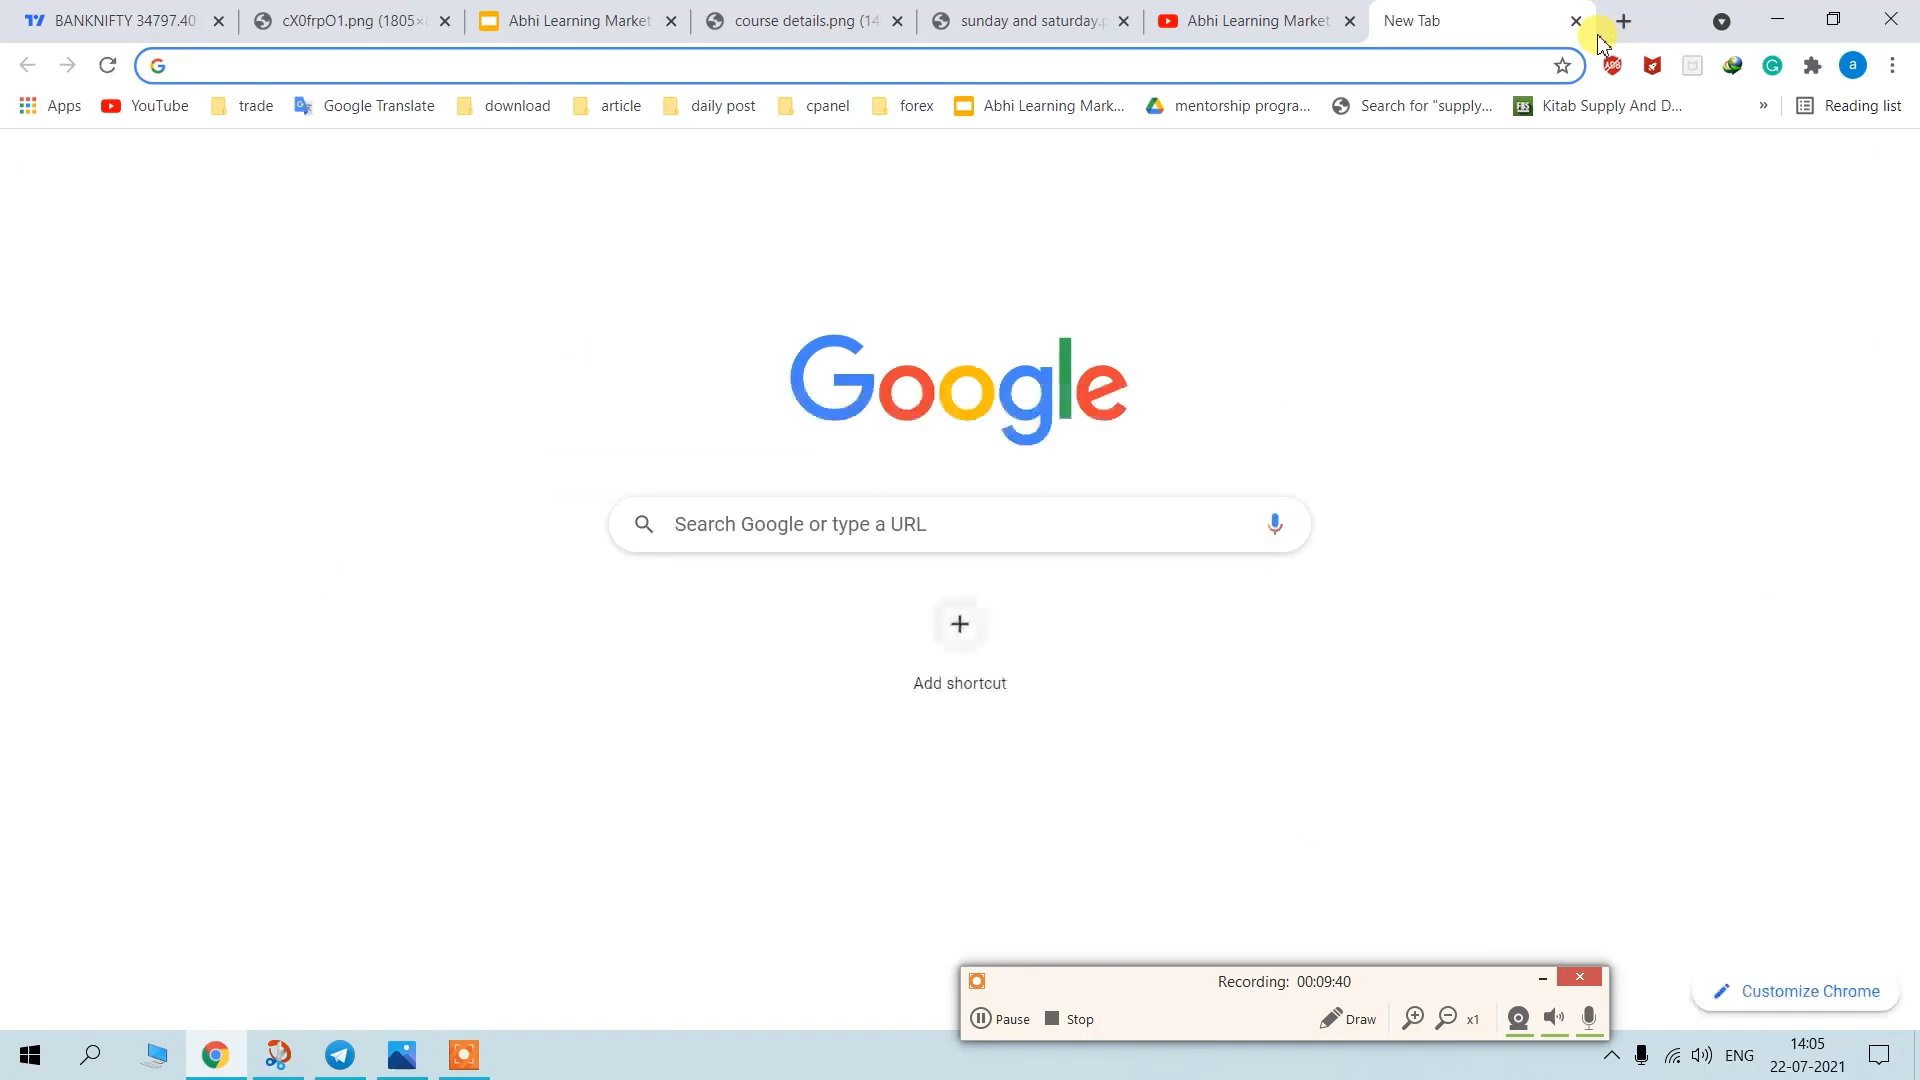 BANKNIFTY 34797.40
cX0frpO1.png (1805×
Abhi Learning Market
course details.png (14
sunday and saturday.
Abhi Learning Market
New Tab
a
Apps
YouTube
trade
Google Translate
download
article
daily post
cpanel
forex
Abhi Learning Mark...
mentorship progra...
Search for "supply...
Kitab Supply And D...
»
Reading list
Google
Search Google or type a URL
Add shortcut
Recording: 00:09:40
Pause
Stop
Draw
x1
Customize Chrome
ENG
14:05
22-07-2021